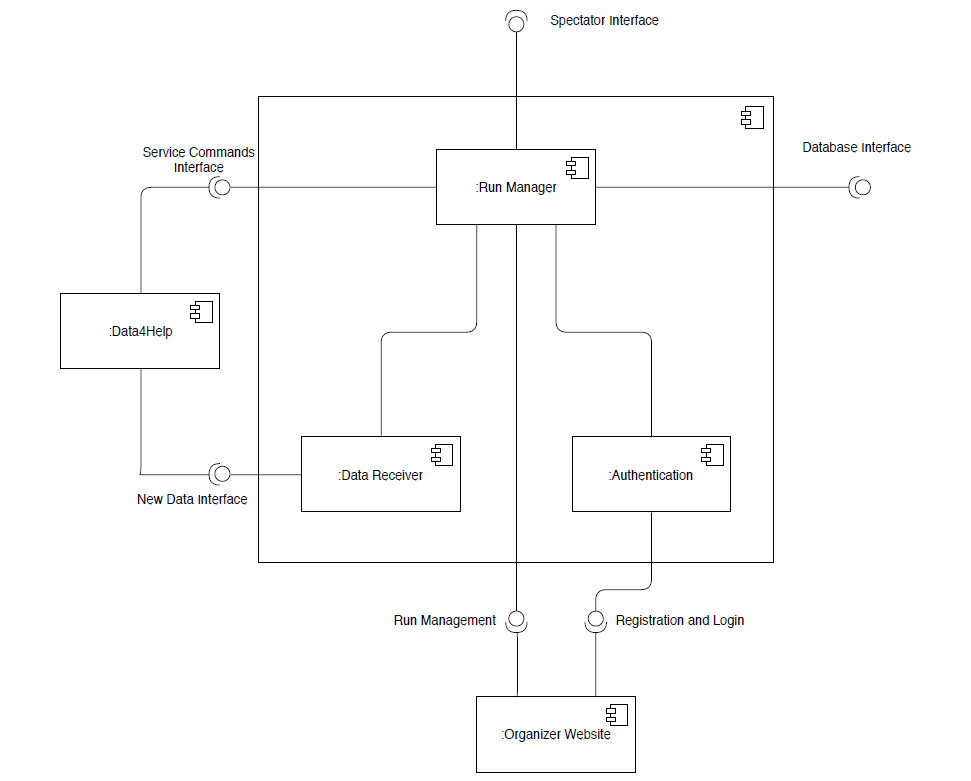 Spectator Interface
Service Commands
Interface
Database Interface
:Run Manager
:Data4Help
:Data Receiver
:Authentication
New Data Interface
Run Management
Registration and Login
:Organizer Website